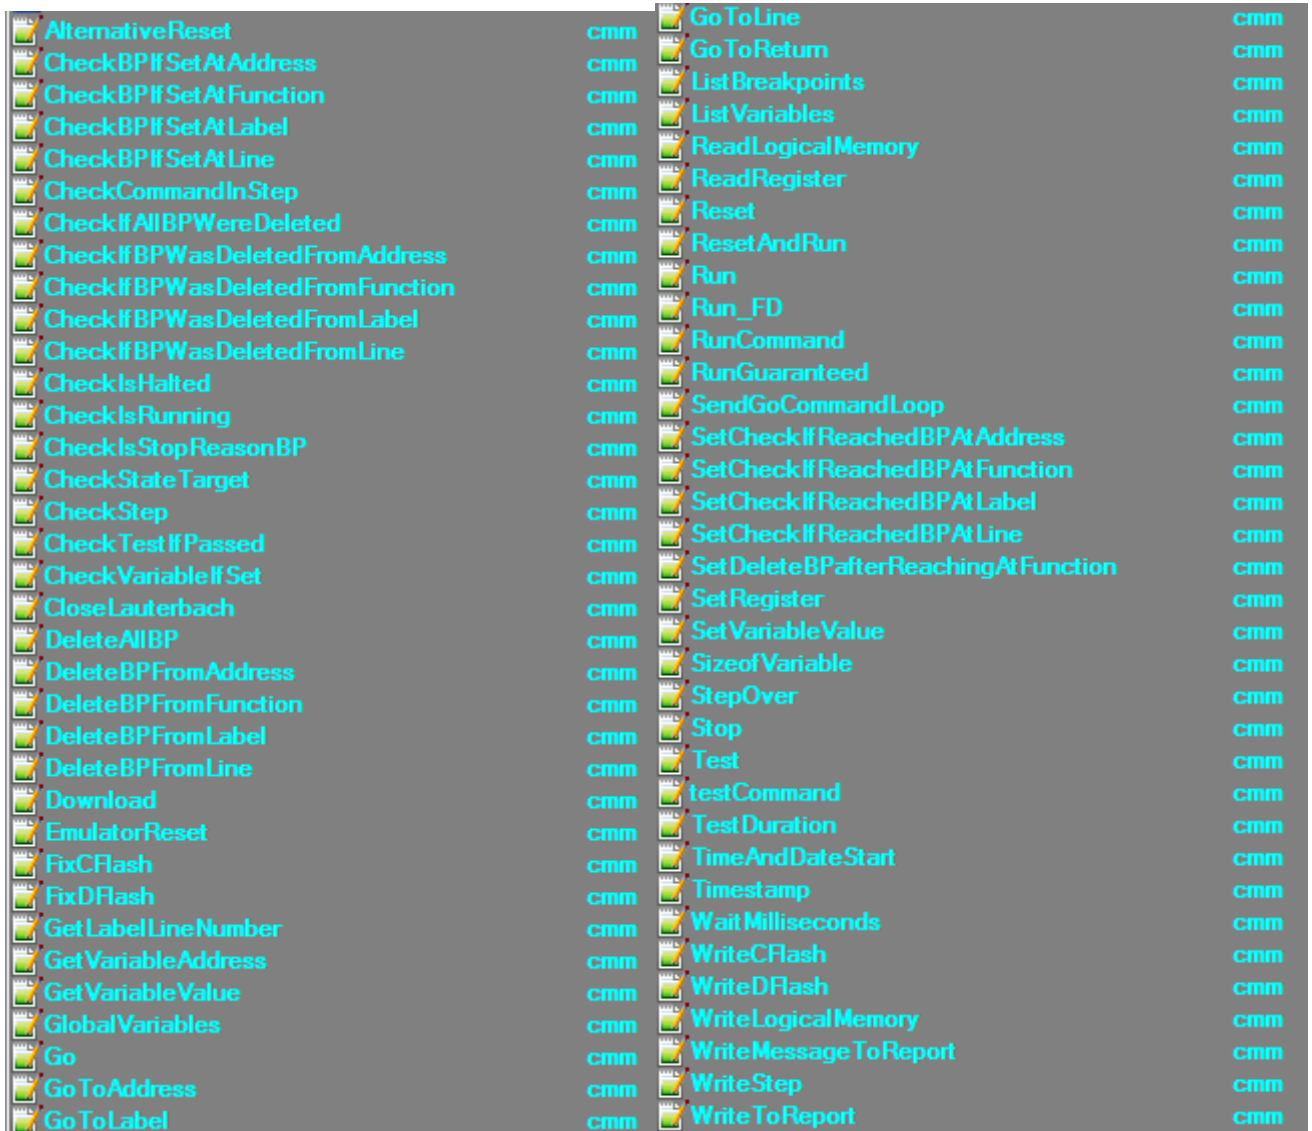 AlternativeReset cmm
CheckBPIfSetAtAddress cmm
CheckBPIfSetAtFunction cmm
CheckBPIfSetAtLabel cmm
CheckBPIfSetAtLine cmm
CheckCommandInStep cmm
CheckIfAllBPWereDeleted cmm
CheckIfBPWasDeletedFromAddress cmm
CheckIfBPWasDeletedFromFunction cmm
CheckIfBPWasDeletedFromLabel cmm
CheckIfBPWasDeletedFromLine cmm
CheckIsHalted cmm
CheckIsRunning cmm
CheckIsStopReasonBP cmm
CheckStateTarget cmm
CheckStep cmm
CheckTestIfPassed cmm
CheckVariableIfSet cmm
CloseLauterbach cmm
DeleteAllBP cmm
DeleteBPFromAddress cmm
DeleteBPFromFunction cmm
DeleteBPFromLabel cmm
DeleteBPFromLine cmm
Download cmm
EmulatorReset cmm
FixCFlash cmm
FixDFlash cmm
GetLabelLineNumber cmm
GetVariableAddress cmm
GetVariableValue cmm
GlobalVariables cmm
Go cmm
GoToAddress cmm
GoToLabel cmm
GoToLine cmm
GoToReturn cmm
ListBreakpoints cmm
ListVariables cmm
ReadLogicalMemory cmm
ReadRegister cmm
Reset cmm
ResetAndRun cmm
Run cmm
Run_FD cmm
RunCommand cmm
RunGuaranteed cmm
SendGoCommandLoop cmm
SetCheckIfReachedBPAtAddress cmm
SetCheckIfReachedBPAtFunction cmm
SetCheckIfReachedBPAtLabel cmm
SetCheckIfReachedBPAtLine cmm
SetDeleteBPafterReachingAtFunction cmm
SetRegister cmm
SetVariableValue cmm
SizeofVariable cmm
StepOver cmm
Stop cmm
Test cmm
testCommand cmm
TestDuration cmm
TimeAndDateStart cmm
Timestamp cmm
WaitMilliseconds cmm
WriteCFlash cmm
WriteDFlash cmm
WriteLogicalMemory cmm
WriteMessageToReport cmm
WriteStep cmm
WriteToReport cmm